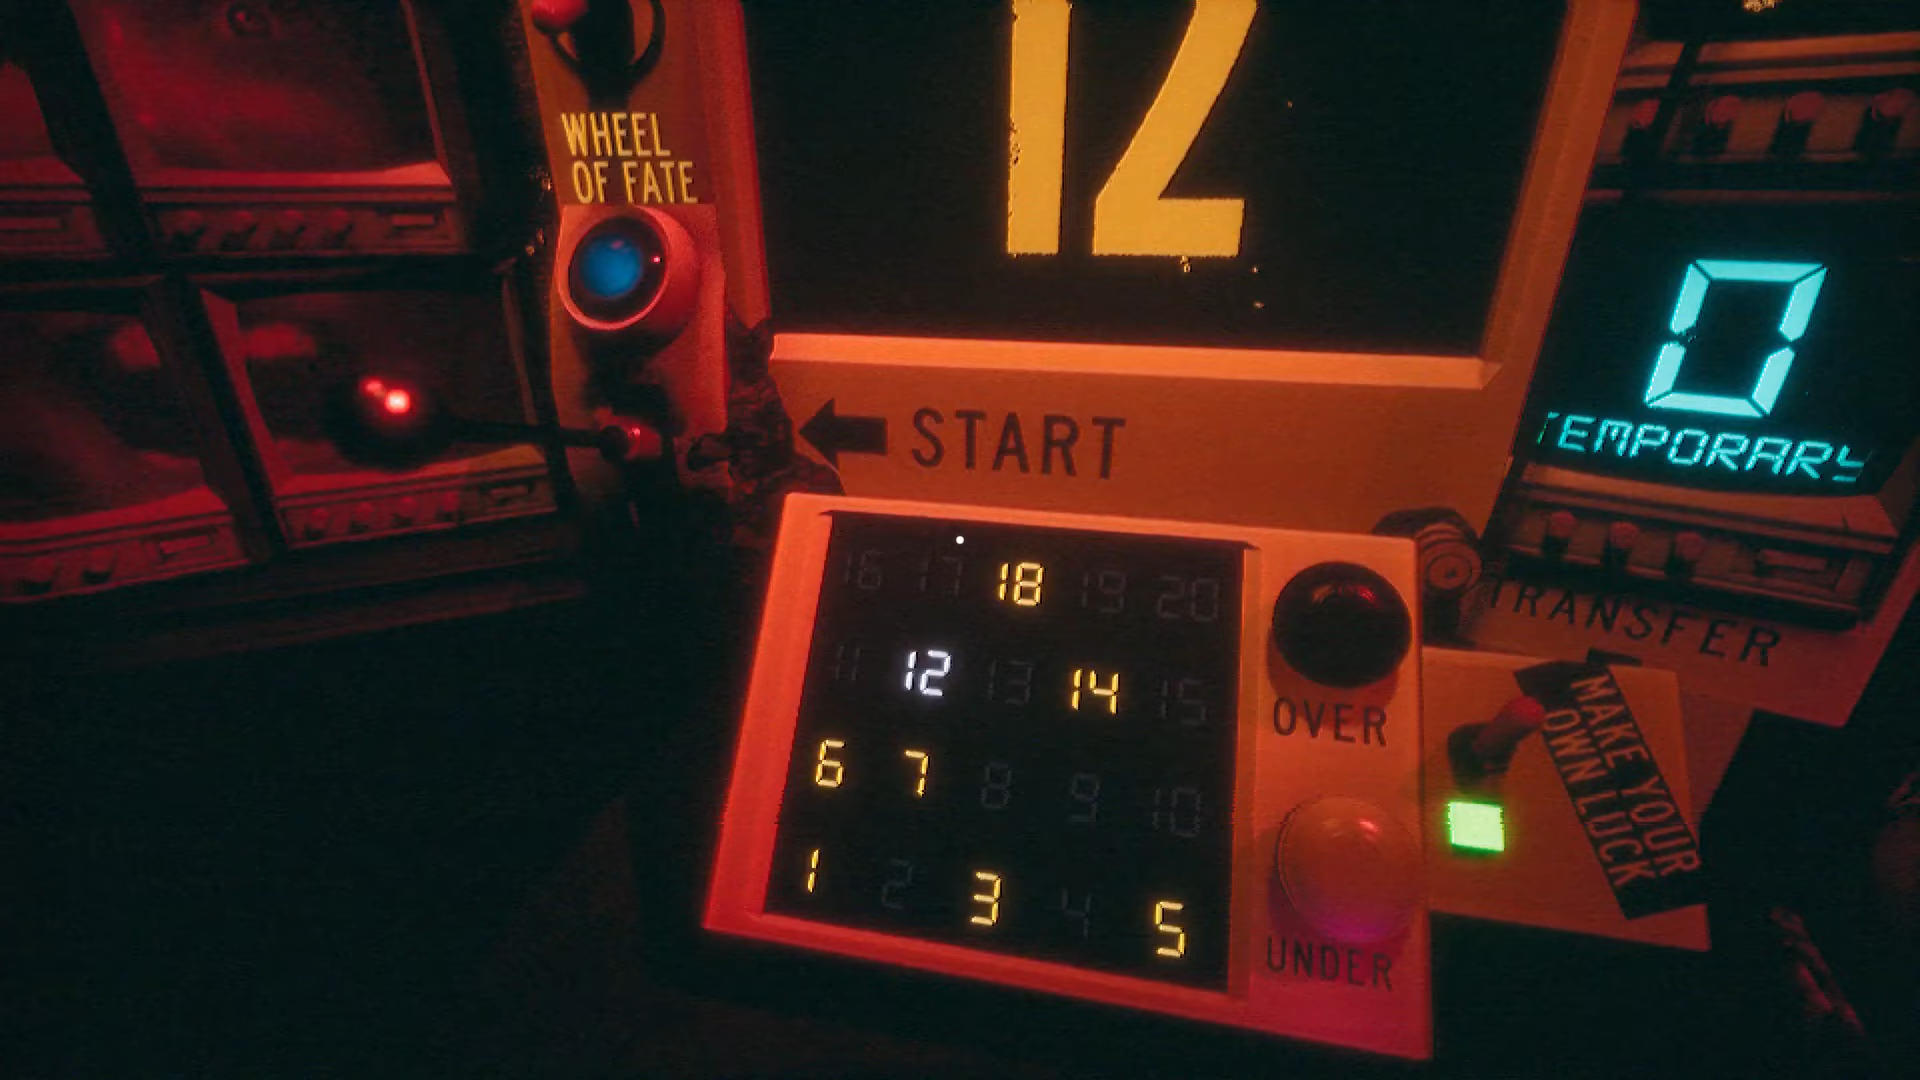 12
WHEEL
OF FATE
0
TEMPORARY
START
16 17 18 19 20
11 12 13 14 15
6 7 8 9 10
1 2 3 4 5
OVER
UNDER
TRANSFER
MAKE YOUR
OWN LUCK